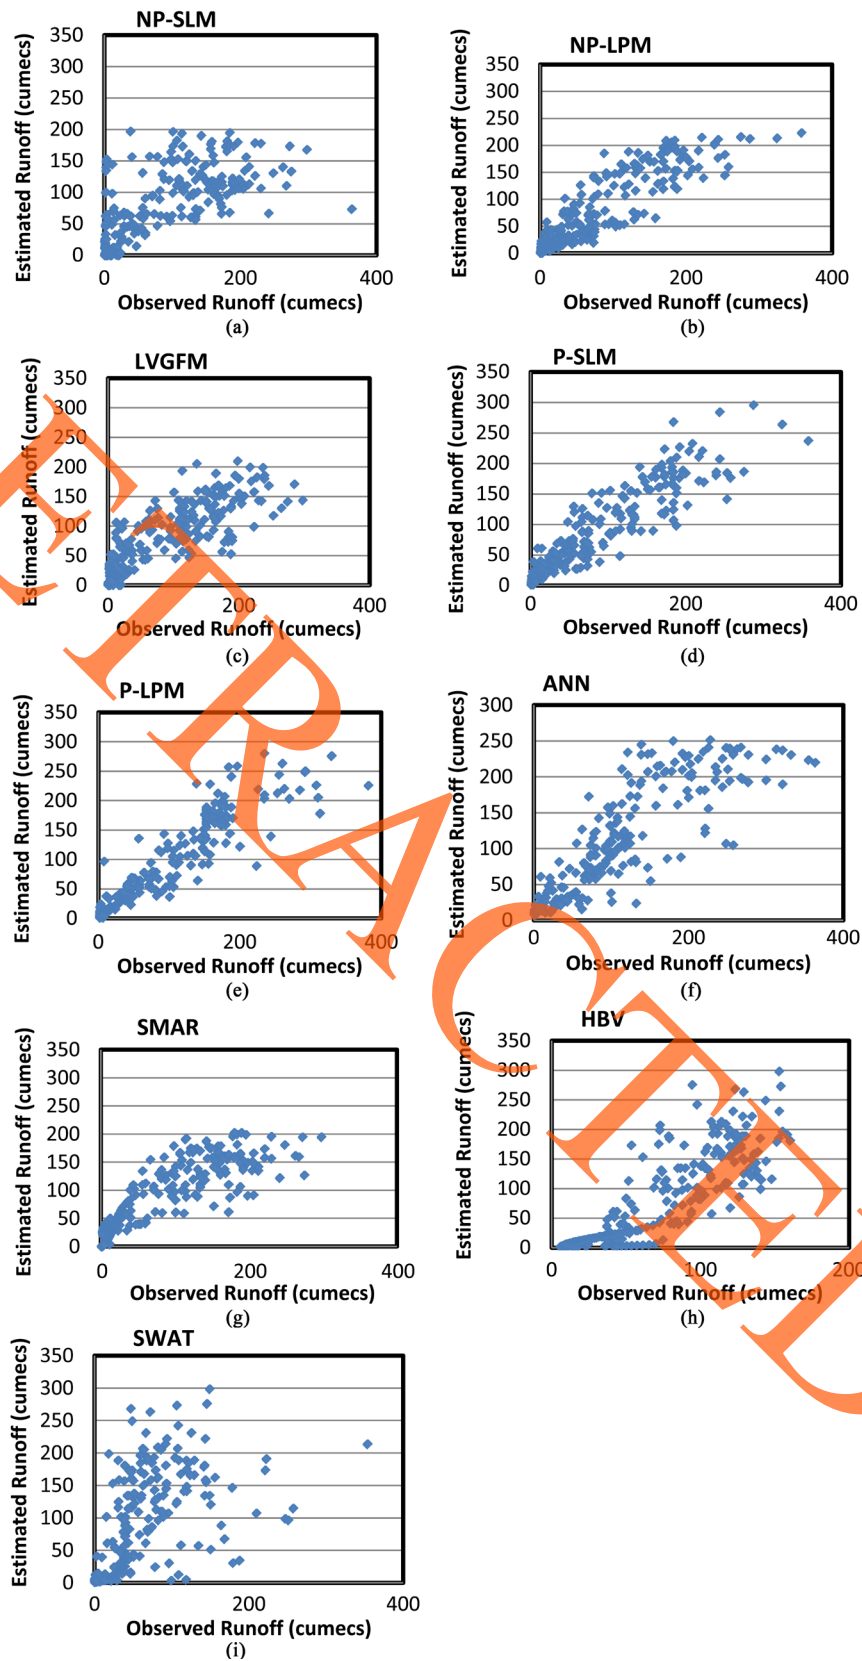 NP-SLM
350
300
250
200
150
100
50
0
0
200
400
Estimated Runoff (cumecs)
Observed Runoff (cumecs)
(a)
NP-LPM
350
300
250
200
150
100
50
0
0
200
400
Estimated Runoff (cumecs)
Observed Runoff (cumecs)
(b)
LVGFM
350
300
250
200
150
100
50
0
0
200
400
Estimated Runoff (cumecs)
Observed Runoff (cumecs)
(c)
P-SLM
350
300
250
200
150
100
50
0
0
200
400
Estimated Runoff (cumecs)
Observed Runoff (cumecs)
(d)
P-LPM
350
300
250
200
150
100
50
0
0
200
400
Estimated Runoff (cumecs)
Observed Runoff (cumecs)
(e)
ANN
300
250
200
150
100
50
0
0
200
400
Estimated Runoff (cumecs)
Observed Runoff (cumecs)
(f)
SMAR
350
300
250
200
150
100
50
0
0
200
400
Estimated Runoff (cumecs)
Observed Runoff (cumecs)
(g)
HBV
350
300
250
200
150
100
50
0
0
100
200
Estimated Runoff (cumecs)
Observed Runoff (cumecs)
(h)
SWAT
350
300
250
200
150
100
50
0
0
200
400
Estimated Runoff (cumecs)
Observed Runoff (cumecs)
(i)
ETRACTED